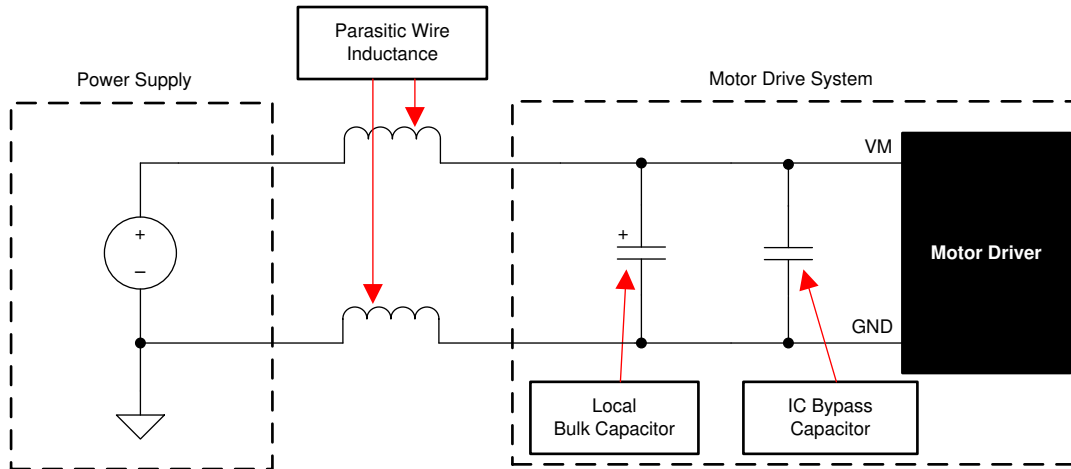 Parasitic Wire
Inductance
Power Supply
Motor Drive System
VM
+
–
+
Motor Driver
GND
Local
Bulk Capacitor
IC Bypass
Capacitor